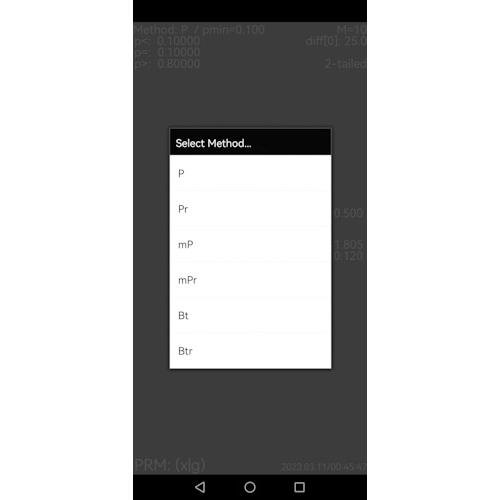 Method: P / pmin=0.100 M=10
p<: 0.10000 diff[0]: 25.0
p=: 0.10000
p>: 0.80000 2-tailed
Select Method...
P
Pr
0.500
mP
1.805
0.120
mPr
Bt
Btr
PRM: (x|g) 2023.03.11/00:45:47